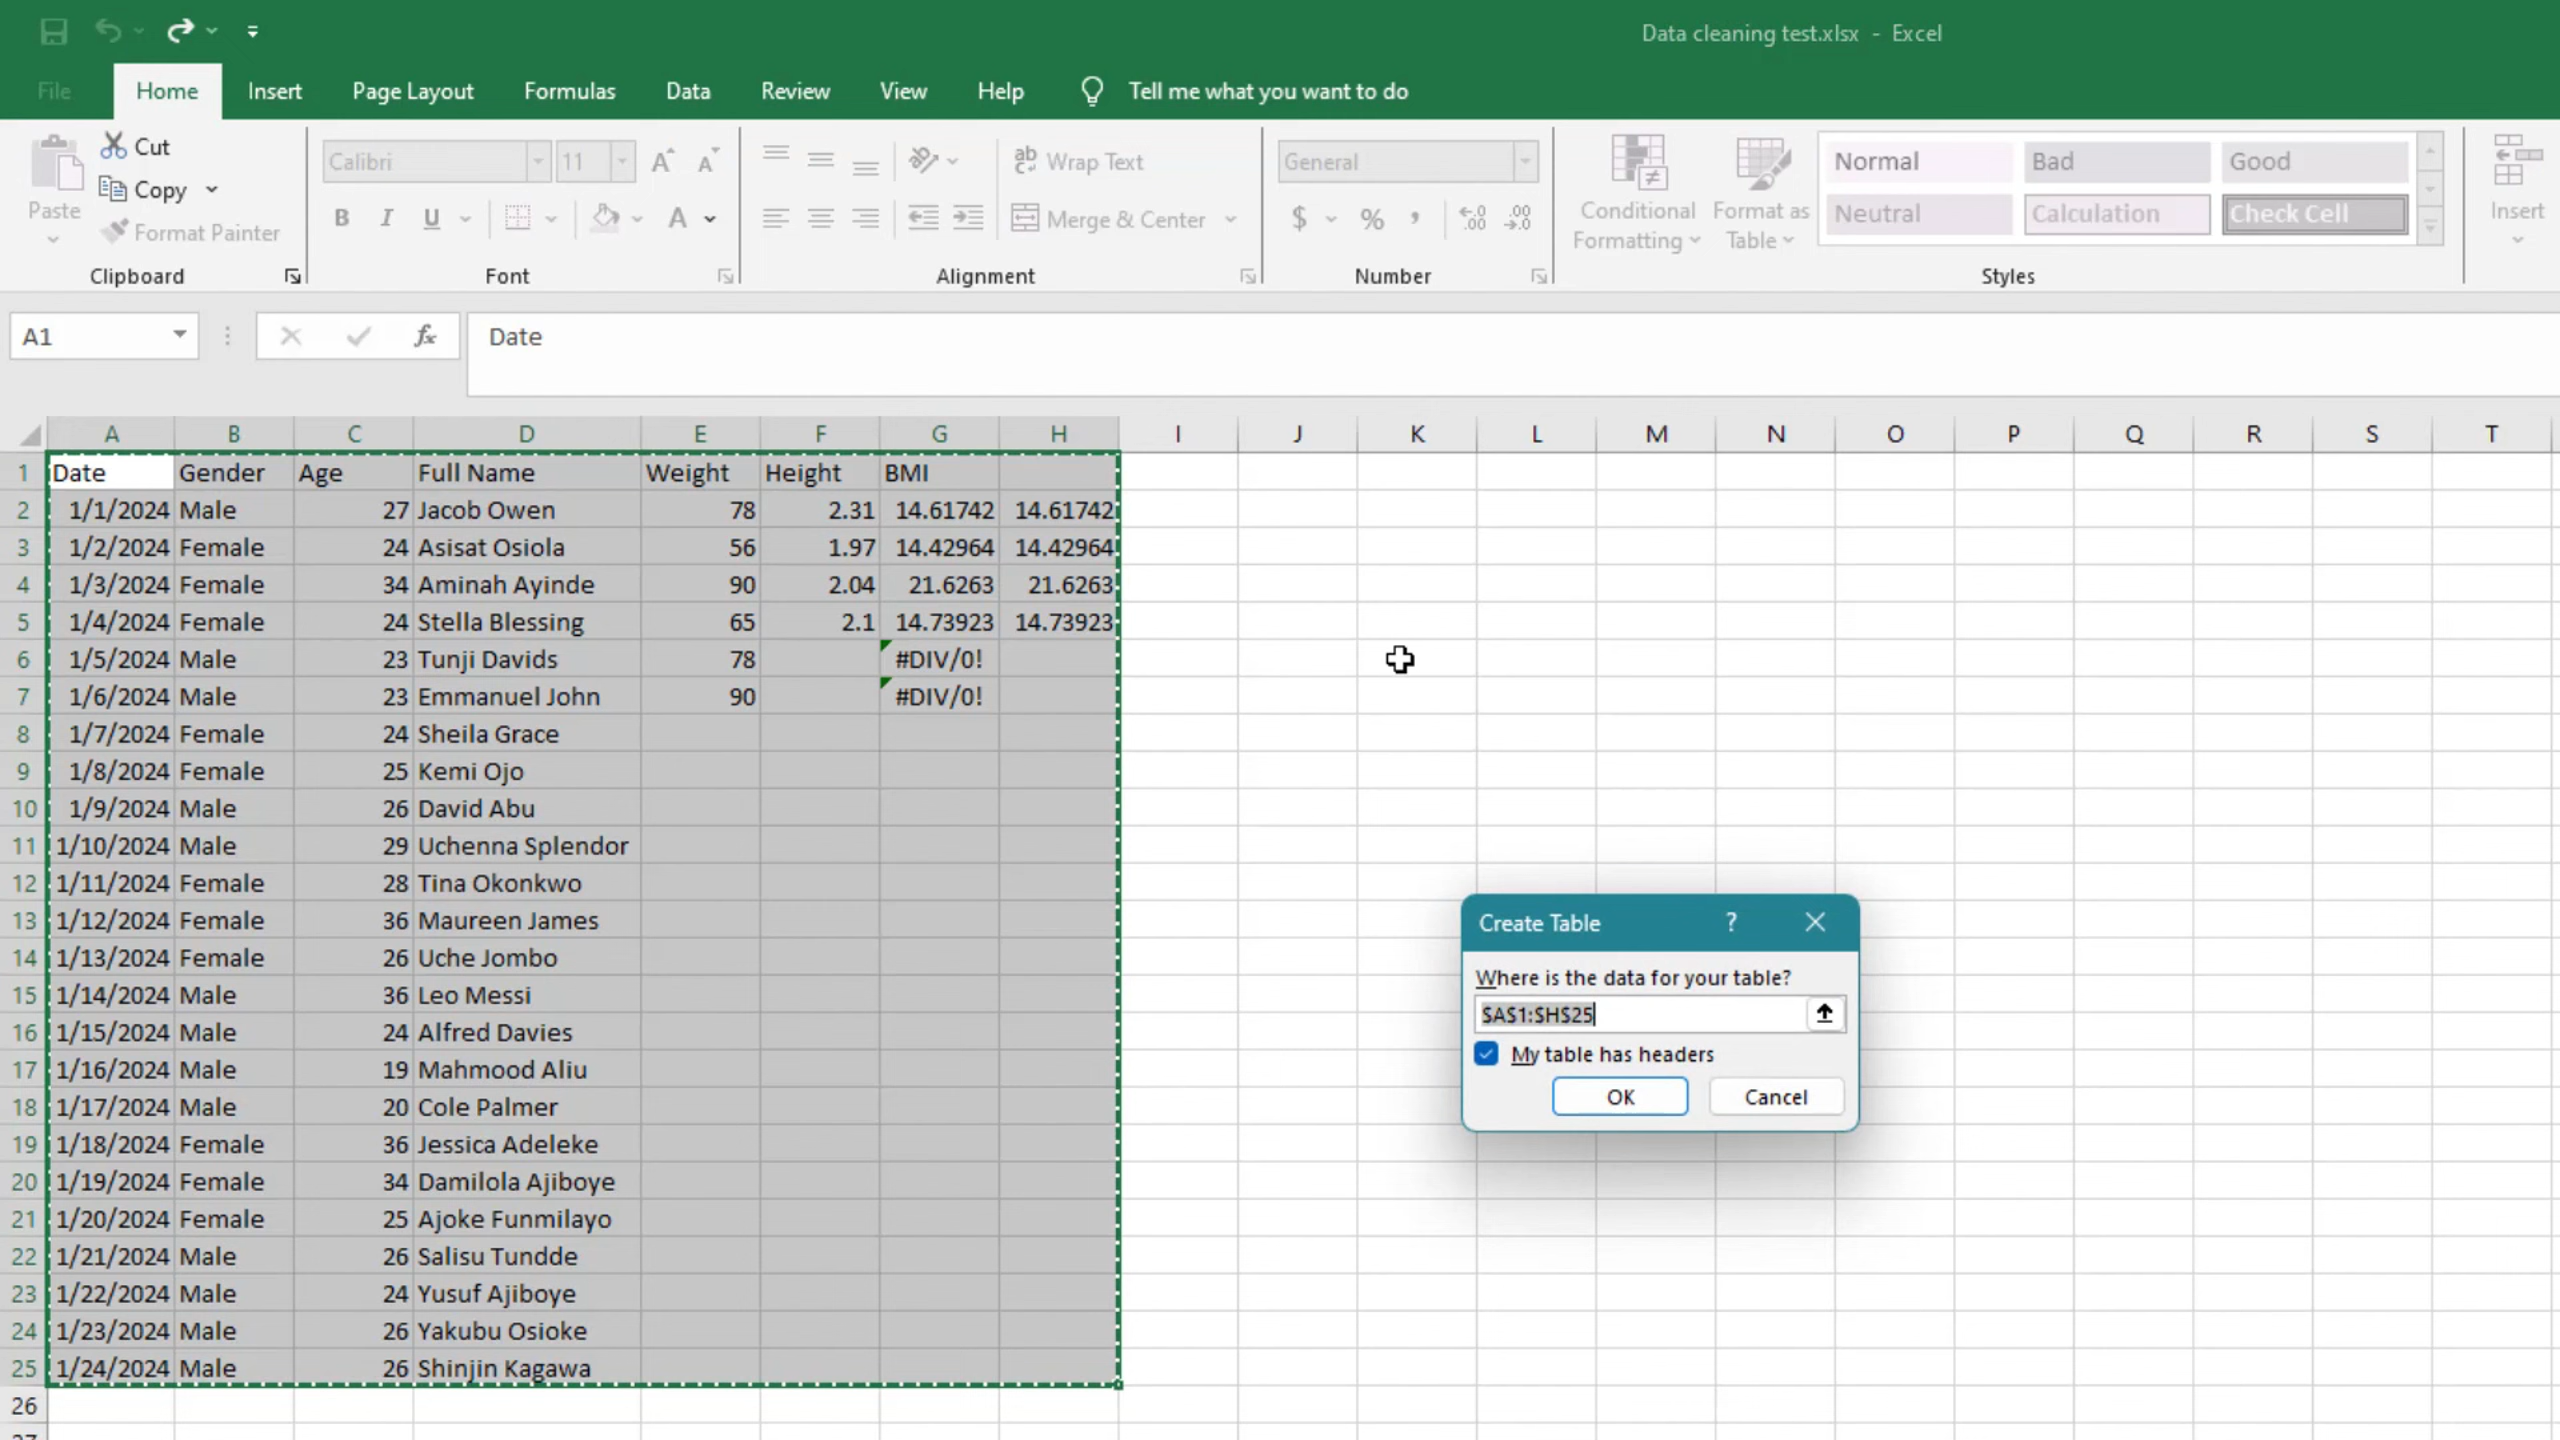 Data cleaning test.xlsx - Excel
File Home Insert Page Layout Formulas Data Review View Help Tell me what you want to do
Cut
Copy
Paste
Format Painter
Clipboard
Calibri 11
B I U
Font
Wrap Text
Merge & Center
Alignment
General
$ % ,
Number
Conditional Formatting
Format as Table
Normal Bad Good
Neutral Calculation Check Cell
Styles
Insert
A1 fx Date
A B C D E F G H I J K L M N O P Q R S T
1 Date Gender Age Full Name Weight Height BMI
2 1/1/2024 Male 27 Jacob Owen 78 2.31 14.61742 14.61742
3 1/2/2024 Female 24 Asisat Osiola 56 1.97 14.42964 14.42964
4 1/3/2024 Female 34 Aminah Ayinde 90 2.04 21.6263 21.6263
5 1/4/2024 Female 24 Stella Blessing 65 2.1 14.73923 14.73923
6 1/5/2024 Male 23 Tunji Davids 78 #DIV/0!
7 1/6/2024 Male 23 Emmanuel John 90 #DIV/0!
8 1/7/2024 Female 24 Sheila Grace
9 1/8/2024 Female 25 Kemi Ojo
10 1/9/2024 Male 26 David Abu
11 1/10/2024 Male 29 Uchenna Splendor
12 1/11/2024 Female 28 Tina Okonkwo
13 1/12/2024 Female 36 Maureen James
14 1/13/2024 Female 26 Uche Jombo
15 1/14/2024 Male 36 Leo Messi
16 1/15/2024 Male 24 Alfred Davies
17 1/16/2024 Male 19 Mahmood Aliu
18 1/17/2024 Male 20 Cole Palmer
19 1/18/2024 Female 36 Jessica Adeleke
20 1/19/2024 Female 34 Damilola Ajiboye
21 1/20/2024 Female 25 Ajoke Funmilayo
22 1/21/2024 Male 26 Salisu Tundde
23 1/22/2024 Male 24 Yusuf Ajiboye
24 1/23/2024 Male 26 Yakubu Osioke
25 1/24/2024 Male 26 Shinjin Kagawa
26
Create Table ?
Where is the data for your table?
$A$1:$H$25
My table has headers
OK Cancel